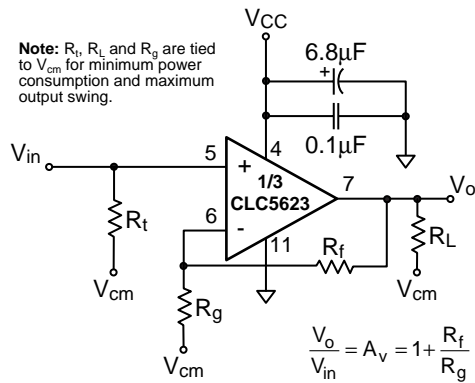 Note: Rt, RL and Rg are tied
to Vcm for minimum power
consumption and maximum
output swing.
VCC
6.8µF
+
0.1µF
4
Vin
5
+
1/3
CLC5623
7
Vo
6
-
11
Rt
Rf
RL
Vcm
Rg
Vcm
Vcm
Vo/Vin = Av = 1 + Rf/Rg